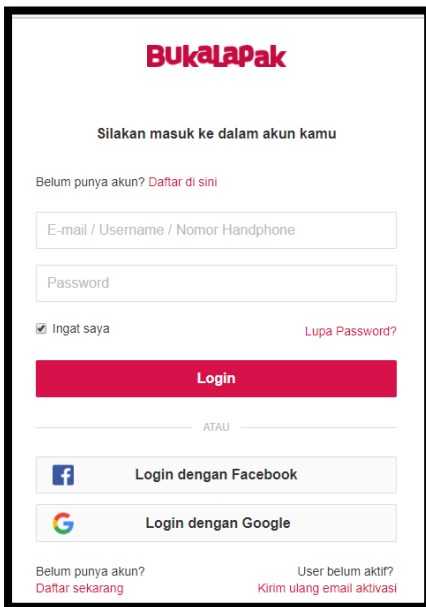 BukaLapak
Silakan masuk ke dalam akun kamu
Belum punya akun? Daftar di sini
E-mail / Username / Nomor Handphone
Password
Ingat saya
Lupa Password?
Login
ATAU
Login dengan Facebook
Login dengan Google
Belum punya akun?
Daftar sekarang
User belum aktif?
Kirim ulang email aktivasi